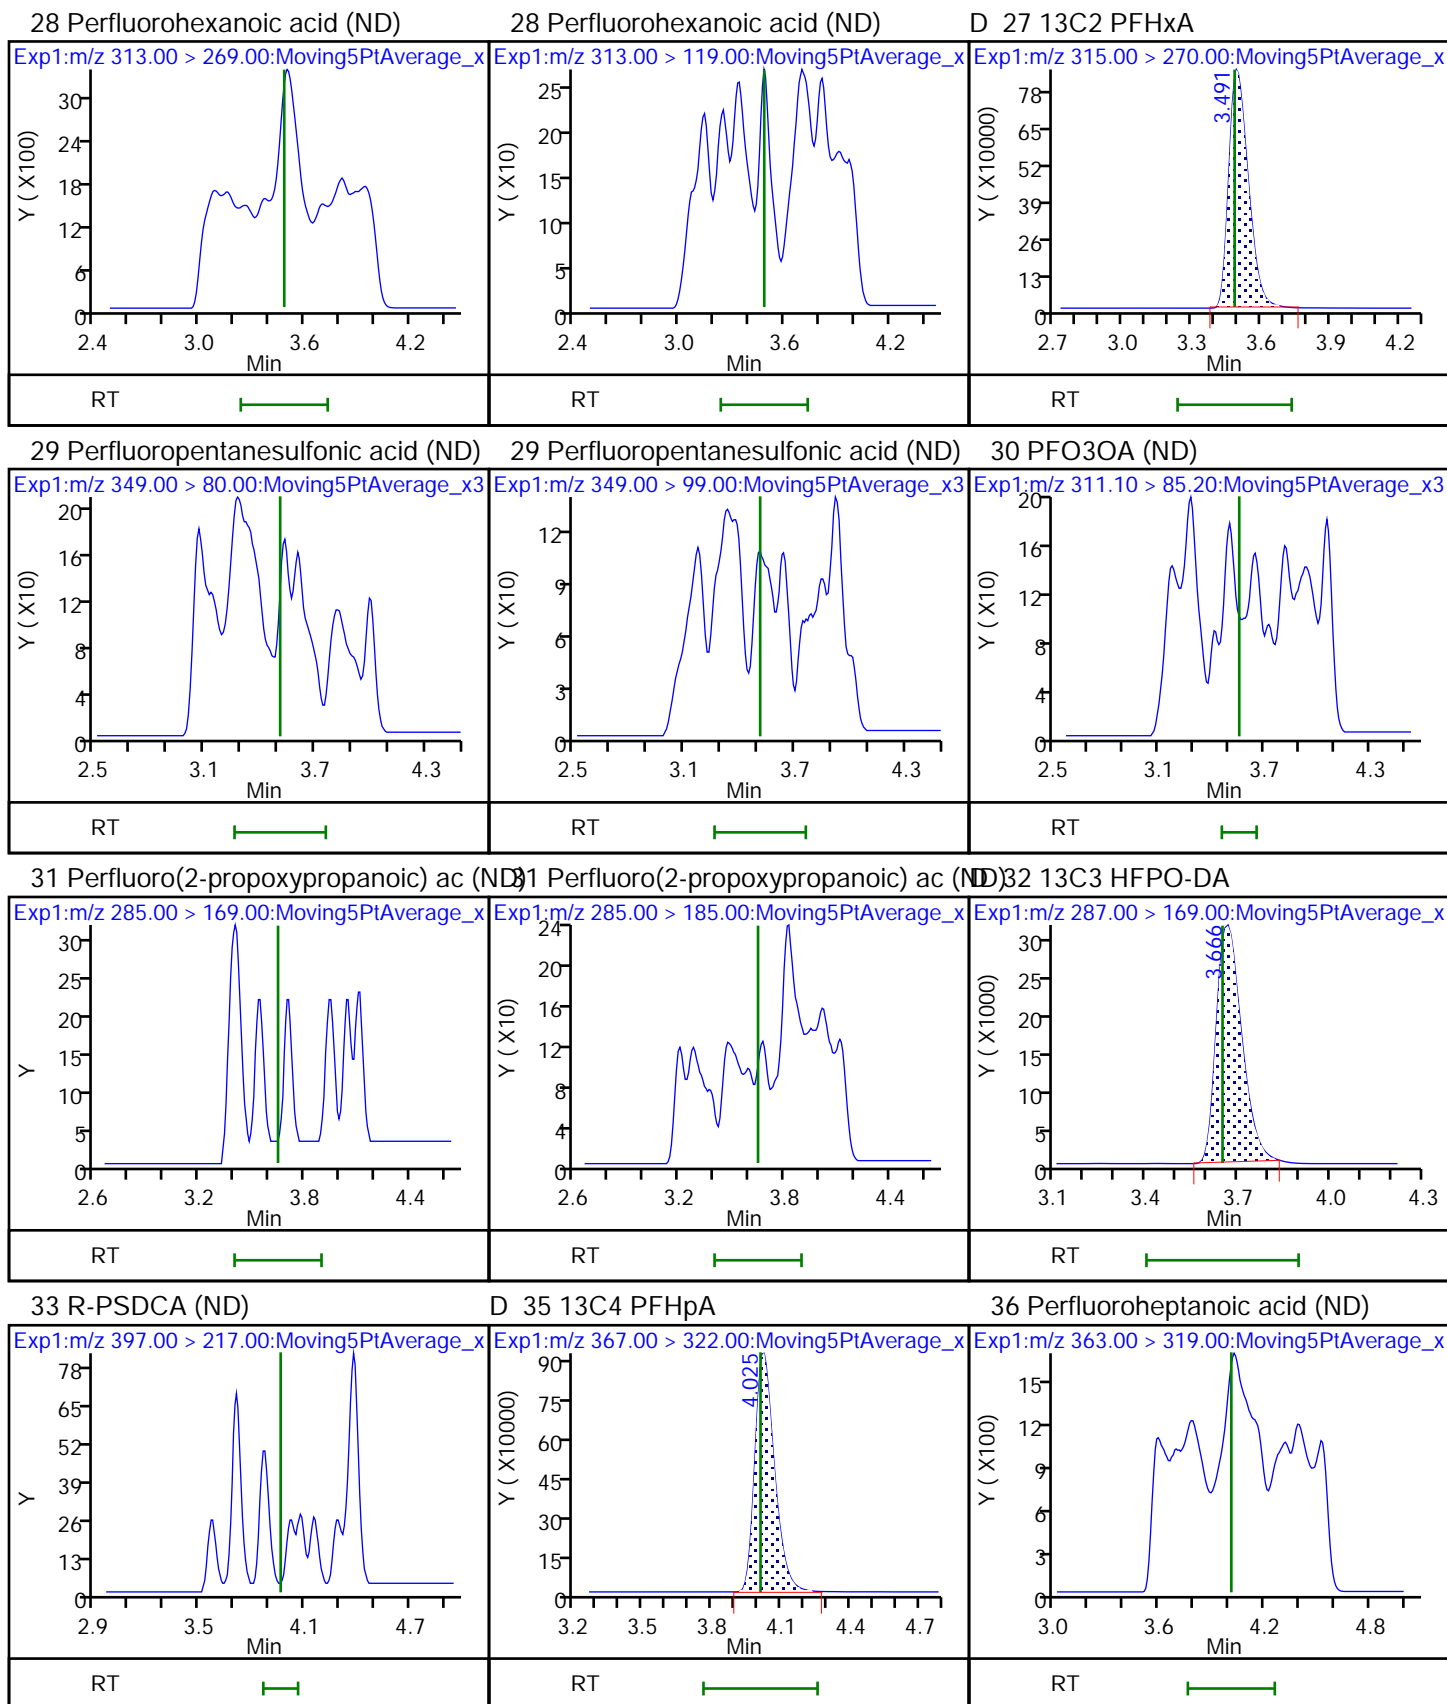 28 Perfluorohexanoic acid (ND)
Exp1:m/z 313.00 > 269.00:Moving5PtAverage_x
Y ( X100)
30
24
18
12
6
0
2.4 3.0 3.6 4.2
Min
RT
28 Perfluorohexanoic acid (ND)
Exp1:m/z 313.00 > 119.00:Moving5PtAverage_x
Y ( X10)
25
20
15
10
5
0
2.4 3.0 3.6 4.2
Min
RT
D 27 13C2 PFHxA
Exp1:m/z 315.00 > 270.00:Moving5PtAverage_x
3.491
Y ( X10000)
78
65
52
39
26
13
0
2.7 3.0 3.3 3.6 3.9 4.2
Min
RT
29 Perfluoropentanesulfonic acid (ND)
Exp1:m/z 349.00 > 80.00:Moving5PtAverage_x3
Y ( X10)
20
16
12
8
4
0
2.5 3.1 3.7 4.3
Min
RT
29 Perfluoropentanesulfonic acid (ND)
Exp1:m/z 349.00 > 99.00:Moving5PtAverage_x3
Y ( X10)
12
9
6
3
0
2.5 3.1 3.7 4.3
Min
RT
30 PFO3OA (ND)
Exp1:m/z 311.10 > 85.20:Moving5PtAverage_x3
Y ( X10)
20
16
12
8
4
0
2.5 3.1 3.7 4.3
Min
RT
31 Perfluoro(2-propoxypropanoic) ac (ND)
Exp1:m/z 285.00 > 169.00:Moving5PtAverage_x
Y
30
25
20
15
10
5
0
2.6 3.2 3.8 4.4
Min
RT
31 Perfluoro(2-propoxypropanoic) ac (ND)
Exp1:m/z 285.00 > 185.00:Moving5PtAverage_x
Y ( X10)
24
20
16
12
8
4
0
2.6 3.2 3.8 4.4
Min
RT
D 32 13C3 HFPO-DA
Exp1:m/z 287.00 > 169.00:Moving5PtAverage_x
3.666
Y ( X1000)
30
25
20
15
10
5
0
3.1 3.4 3.7 4.0 4.3
Min
RT
33 R-PSDCA (ND)
Exp1:m/z 397.00 > 217.00:Moving5PtAverage_x
Y
78
65
52
39
26
13
0
2.9 3.5 4.1 4.7
Min
RT
D 35 13C4 PFHpA
Exp1:m/z 367.00 > 322.00:Moving5PtAverage_x
4.025
Y ( X10000)
90
75
60
45
30
15
0
3.2 3.5 3.8 4.1 4.4 4.7
Min
RT
36 Perfluoroheptanoic acid (ND)
Exp1:m/z 363.00 > 319.00:Moving5PtAverage_x
Y ( X100)
15
12
9
6
3
0
3.0 3.6 4.2 4.8
Min
RT